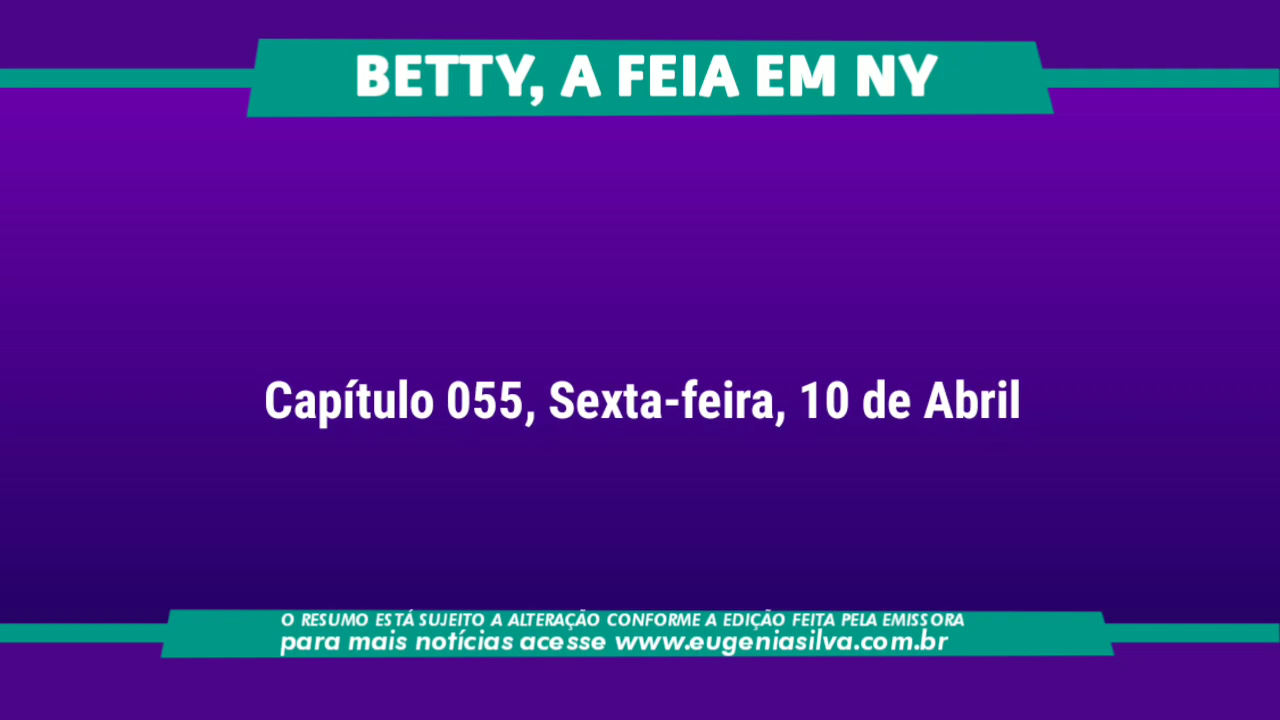 BETTY, A FEIA EM NY
Capítulo 055, Sexta-feira, 10 de Abril
O RESUMO ESTÁ SUJEITO A ALTERAÇÃO CONFORME A EDIÇÃO FEITA PELA EMISSORA
para mais notícias acesse www.eugeniasilva.com.br